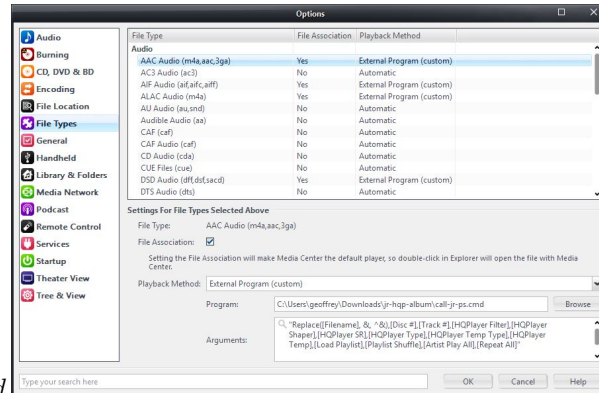 Options
Audio
Burning
CD, DVD & BD
Encoding
File Location
File Types
General
Handheld
Library & Folders
Media Network
Podcast
Remote Control
Services
Startup
Theater View
Tree & View
File Type File Association Playback Method
Audio
AAC Audio (m4a,aac,3ga) Yes External Program (custom)
AC3 Audio (ac3) No Automatic
AIF Audio (aif,aifc,aiff) Yes External Program (custom)
ALAC Audio (m4a) Yes External Program (custom)
AU Audio (au,snd) No Automatic
Audible Audio (aa) No Automatic
CAF (caf) No Automatic
CAF Audio (caf) No Automatic
CD Audio (cda) No Automatic
CUE Files (cue) No Automatic
DSD Audio (dff,dsf,sacd) Yes External Program (custom)
DTS Audio (dts) No Automatic
Settings For File Types Selected Above
File Type: AAC Audio (m4a,aac,3ga)
File Association:
Setting the File Association will make Media Center the default player, so double-click in Explorer will open the file with Media
Center.
Playback Method: External Program (custom)
Program: C:\Users\geoffrey\Downloads\jr-hqp-album\call-jr-ps.cmd Browse
Arguments:
"Replace([Filename], &, ^&),[Disc #],[Track #],[HQPlayer Filter],[HQPlayer
Shaper],[HQPlayer SR],[HQPlayer Type],[HQPlayer Temp Type],[HQPlayer
Temp],[Load Playlist],[Playlist Shuffle],[Artist Play All],[Repeat All]"
d
Type your search here OK Cancel Help